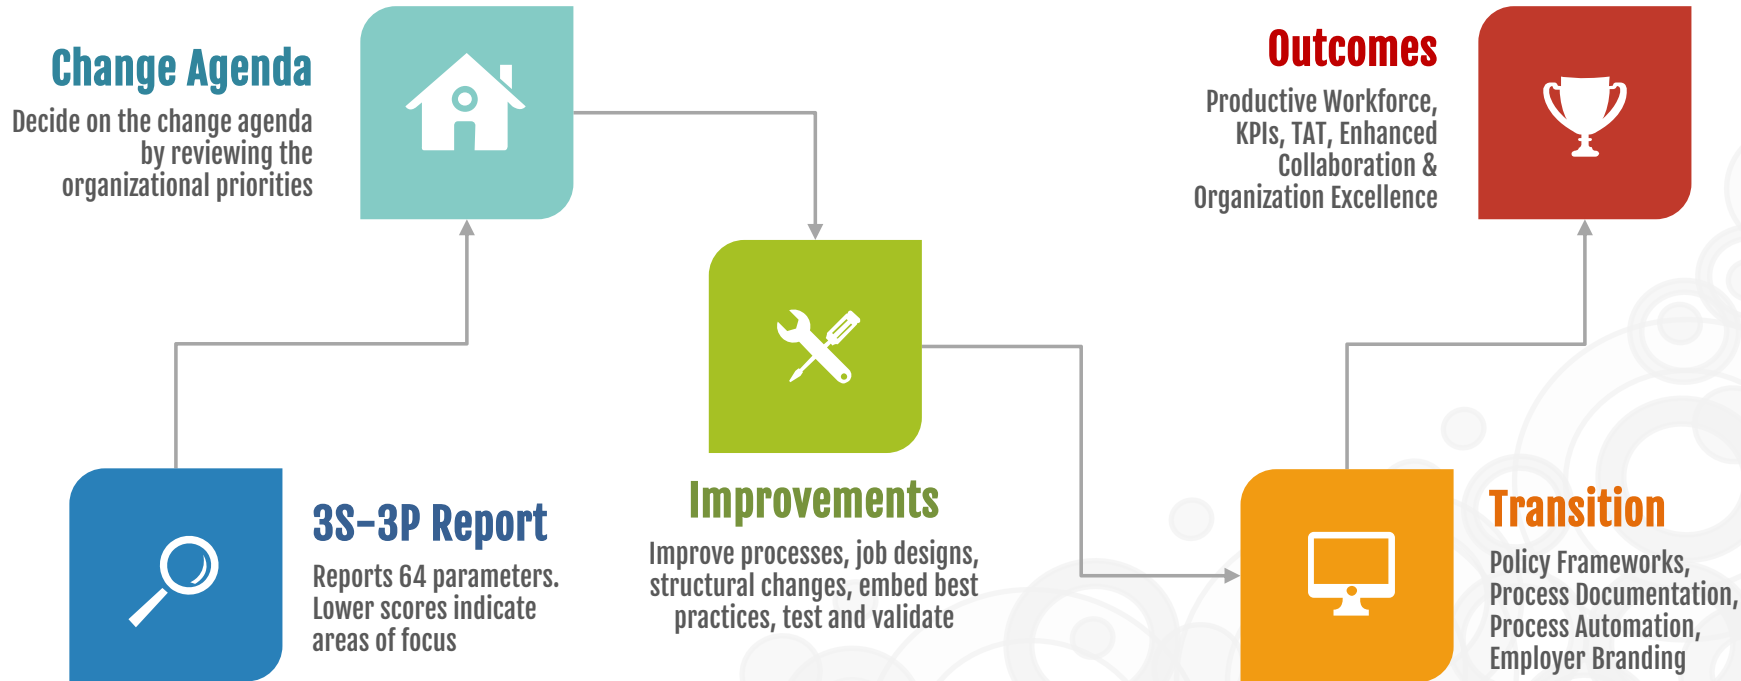 Change Agenda
Decide on the change agenda
by reviewing the
organizational priorities
Outcomes
Productive Workforce,
KPIs, TAT, Enhanced
Collaboration &
Organization Excellence
3S-3P Report
Reports 64 parameters.
Lower scores indicate
areas of focus
Improvements
Improve processes, job designs,
structural changes, embed best
practices, test and validate
Transition
Policy Frameworks,
Process Documentation,
Process Automation,
Employer Branding